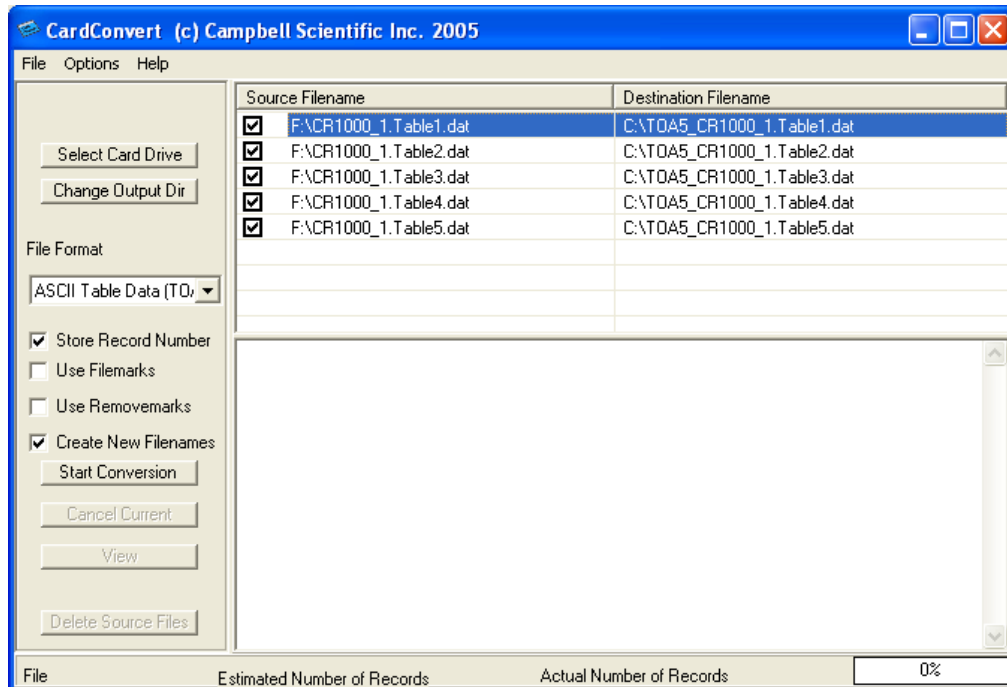 CardConvert (c) Campbell Scientific Inc. 2005
File Options Help
Source Filename Destination Filename
F:\CR1000_1.Table1.dat C:\TOA5_CR1000_1.Table1.dat
F:\CR1000_1.Table2.dat C:\TOA5_CR1000_1.Table2.dat
F:\CR1000_1.Table3.dat C:\TOA5_CR1000_1.Table3.dat
F:\CR1000_1.Table4.dat C:\TOA5_CR1000_1.Table4.dat
F:\CR1000_1.Table5.dat C:\TOA5_CR1000_1.Table5.dat
Select Card Drive
Change Output Dir
File Format
ASCII Table Data (TO
Store Record Number
Use Filemarks
Use Removemarks
Create New Filenames
Start Conversion
Cancel Current
View
Delete Source Files
File Estimated Number of Records Actual Number of Records 0%